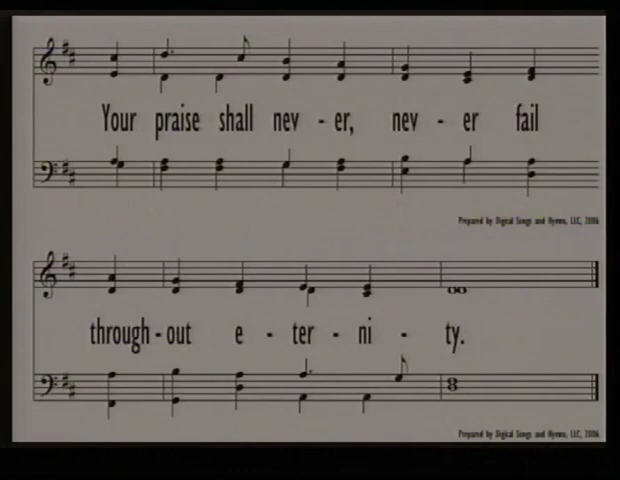 Your praise shall nev - er, nev - er fail
Prepared by Digital Songs and Hymns, LLC, 2006
through - out e - ter - ni - ty.
Prepared by Digital Songs and Hymns, LLC, 2006